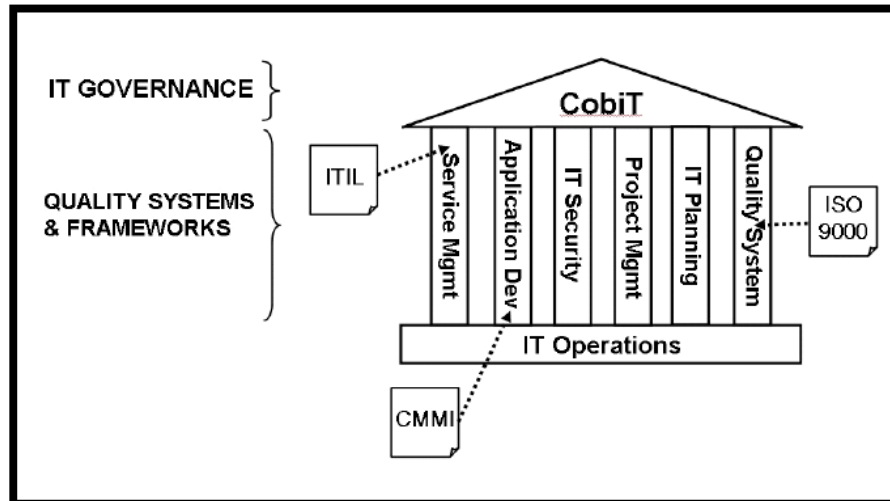 IT GOVERNANCE
CobiT
QUALITY SYSTEMS
& FRAMEWORKS
ITIL
Service Mgmt
Application Dev
IT Security
Project Mgmt
IT Planning
Quality System
ISO
9000
IT Operations
CMMI